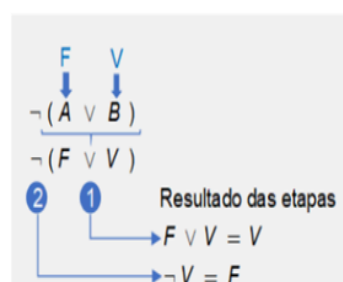 F V
¬ ( A ∨ B )
¬ ( F ∨ V )
2 1 Resultado das etapas
F ∨ V = V
¬ V = F